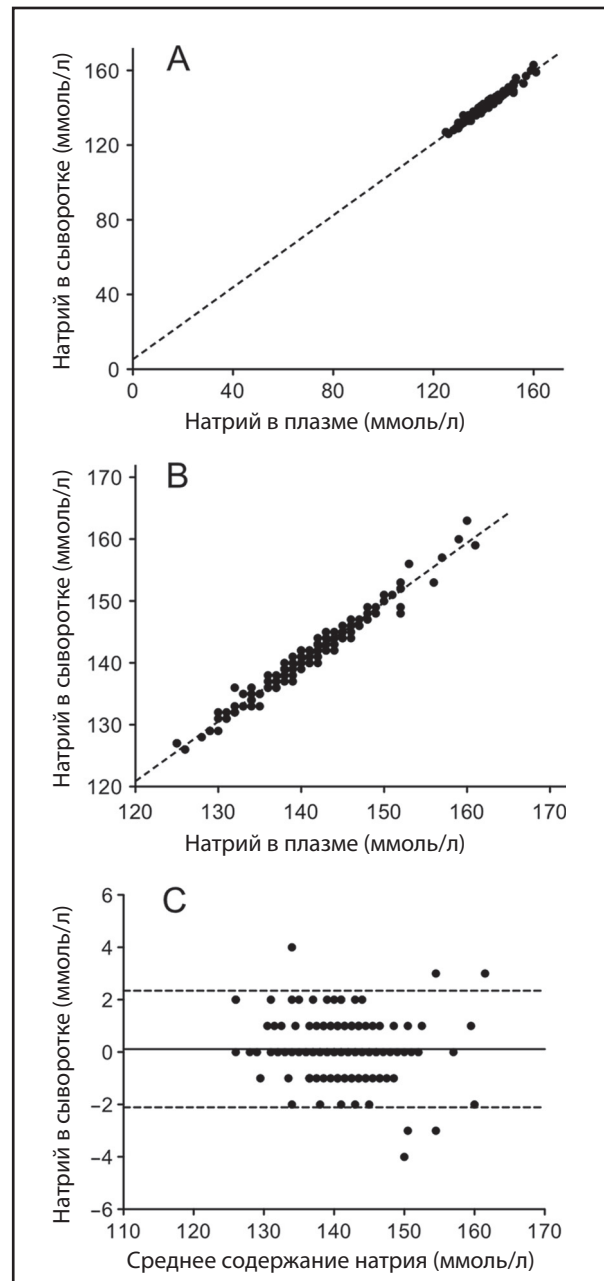 A
Натрий в сыворотке (ммоль/л)
160
120
80
40
0
0 40 80 120 160
Натрий в плазме (ммоль/л)
B
Натрий в сыворотке (ммоль/л)
170
160
150
140
130
120
120 130 140 150 160 170
Натрий в плазме (ммоль/л)
C
Натрий в сыворотке (ммоль/л)
6
4
2
0
−2
−4
−6
110 120 130 140 150 160 170
Среднее содержание натрия (ммоль/л)